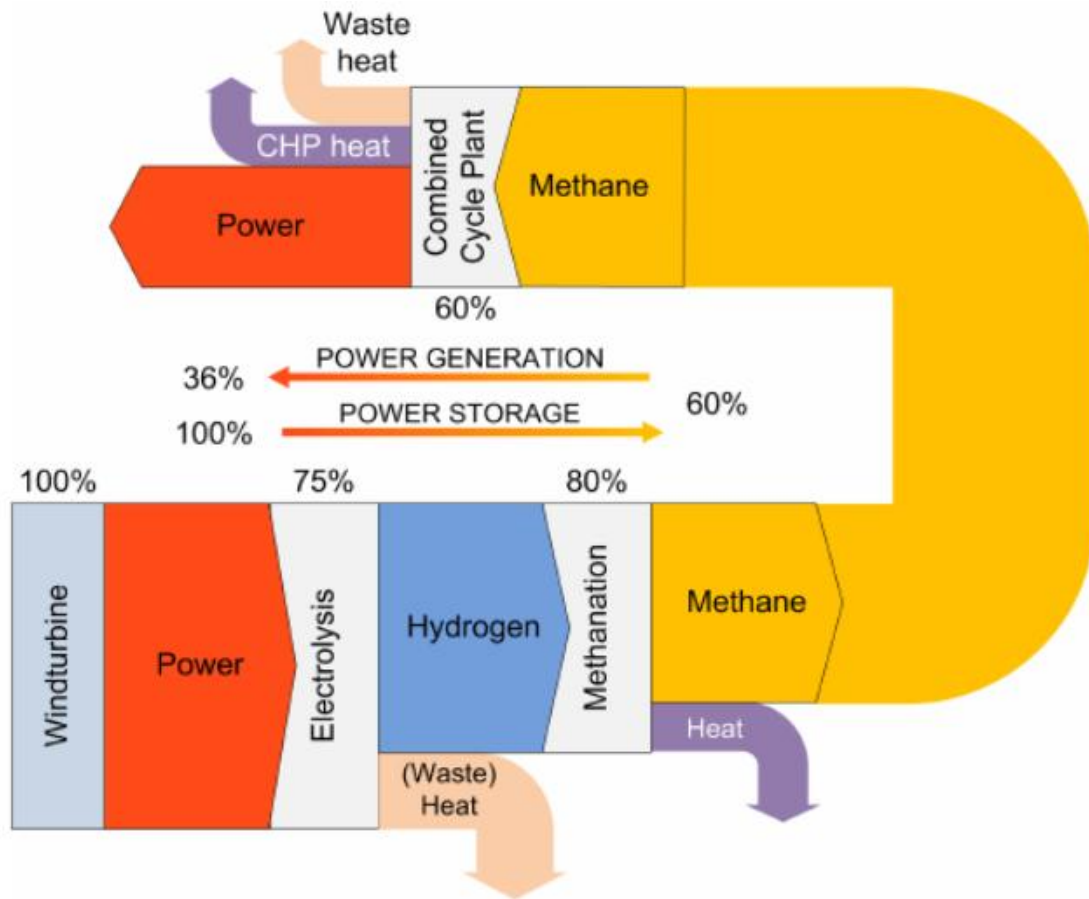 Waste
heat
CHP heat
Combined
Cycle Plant
Methane
Power
60%
POWER GENERATION
36%
60%
POWER STORAGE
100%
100%
75%
80%
Windturbine
Power
Electrolysis
Hydrogen
Methanation
Methane
Heat
(Waste)
Heat